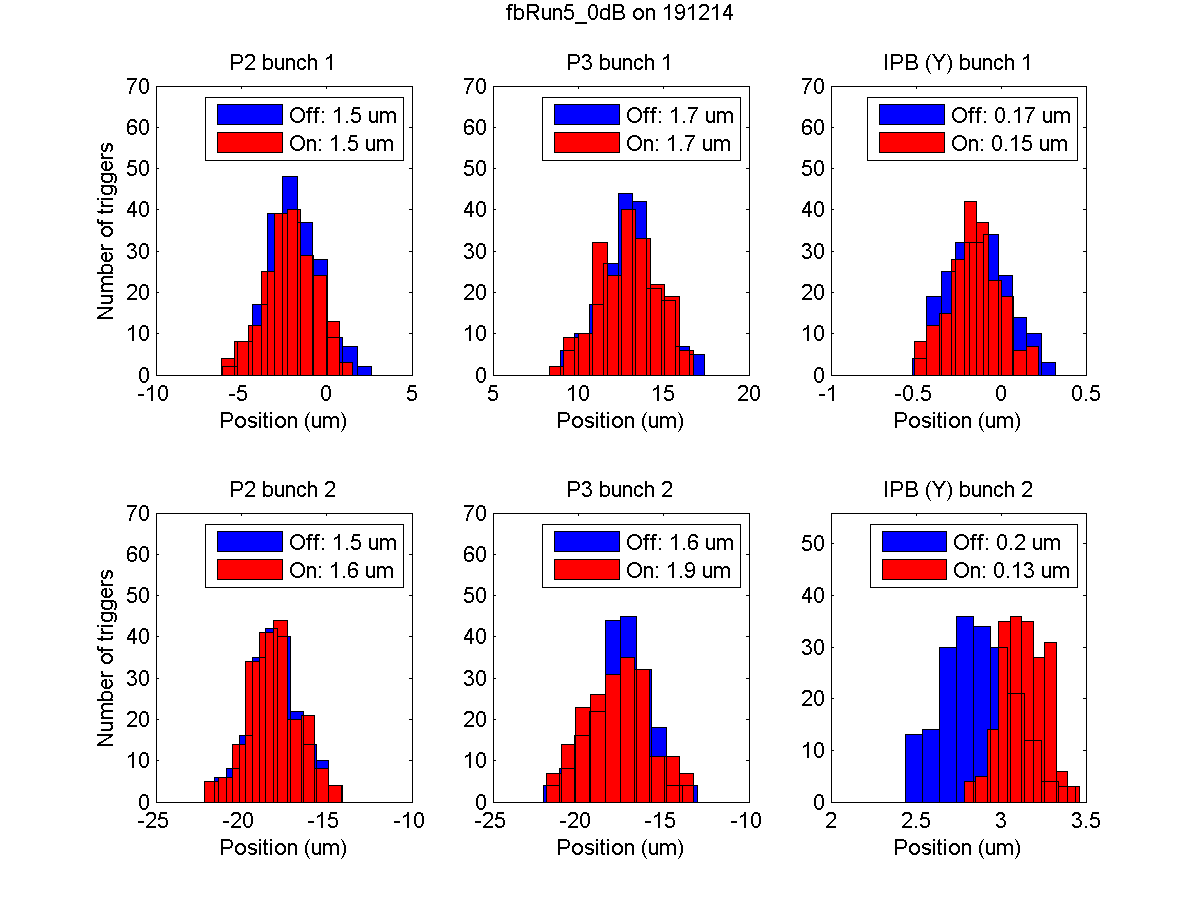 fbRun5_0dB on 191214
P2 bunch 1
P3 bunch 1
IPB (Y) bunch 1
Number of triggers
70
60
50
40
30
20
10
0
Off: 1.5 um
On: 1.5 um
-10
-5
0
5
Position (um)
70
60
50
40
30
20
10
0
Off: 1.7 um
On: 1.7 um
5
10
15
20
Position (um)
70
60
50
40
30
20
10
0
Off: 0.17 um
On: 0.15 um
-1
-0.5
0
0.5
Position (um)
P2 bunch 2
P3 bunch 2
IPB (Y) bunch 2
Number of triggers
70
60
50
40
30
20
10
0
Off: 1.5 um
On: 1.6 um
-25
-20
-15
-10
Position (um)
70
60
50
40
30
20
10
0
Off: 1.6 um
On: 1.9 um
-25
-20
-15
-10
Position (um)
50
40
30
20
10
0
Off: 0.2 um
On: 0.13 um
2
2.5
3
3.5
Position (um)